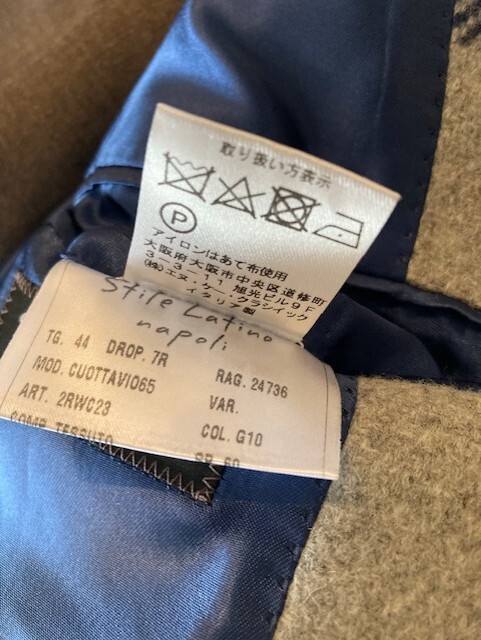 取り扱い方表示
P
アイロンはあて布使用
大阪府大阪市中央区道修町
3-3-11 旭光ビル9F
(株)エヌ・ケー・クラシイック
イタリア製
Stile Latino
napoli
TG. 44 DROP. 7R
RAG. 24736
MOD. CUOTTAVIO65
VAR.
ART. 2RWC23
COL. G10
COMP. TESSUTO